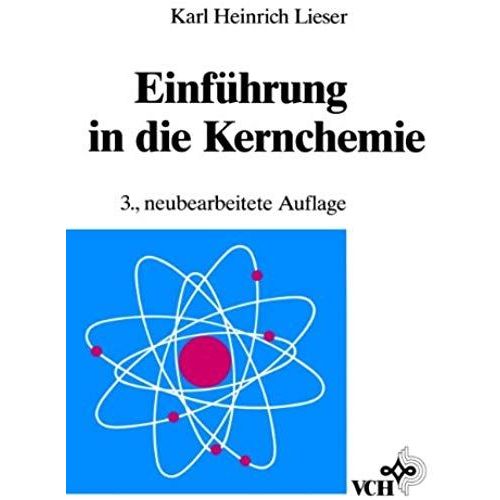 Karl Heinrich Lieser
Einführung
in die Kernchemie
3., neubearbeitete Auflage
VCH